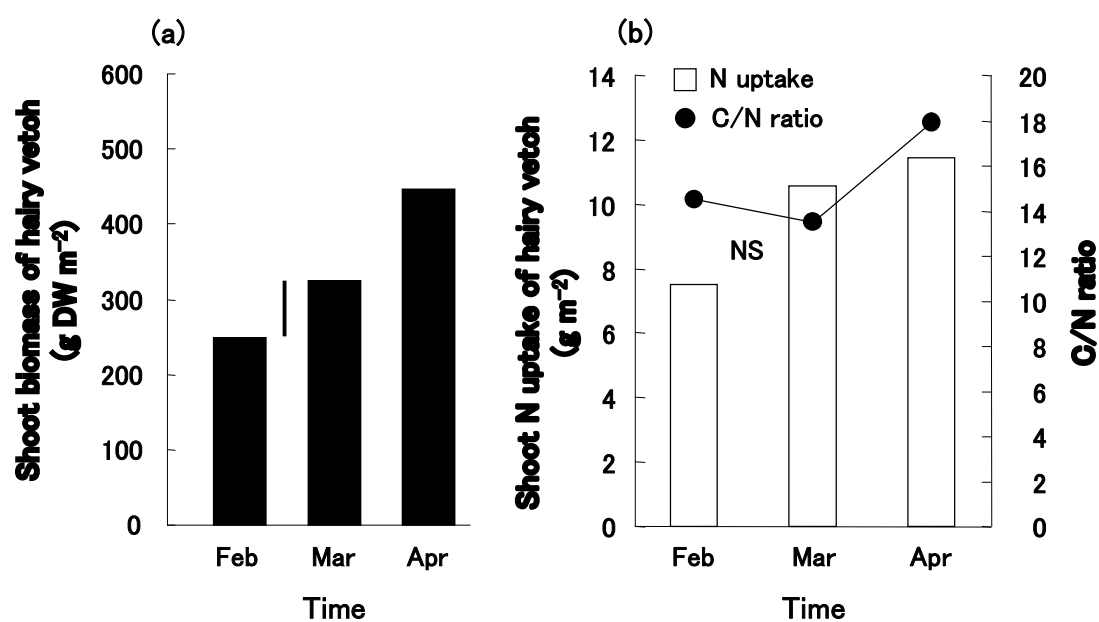 (a)
Shoot biomass of hairy vetoh
(g DW m⁻²)
600
500
400
300
200
100
0
Feb Mar Apr
Time
(b)
Shoot N uptake of hairy vetch
(g m⁻²)
14
12
10
8
6
4
2
0
N uptake
C/N ratio
NS
20
18
16
14
12
10
8
6
4
2
0
C/N ratio
Feb Mar Apr
Time